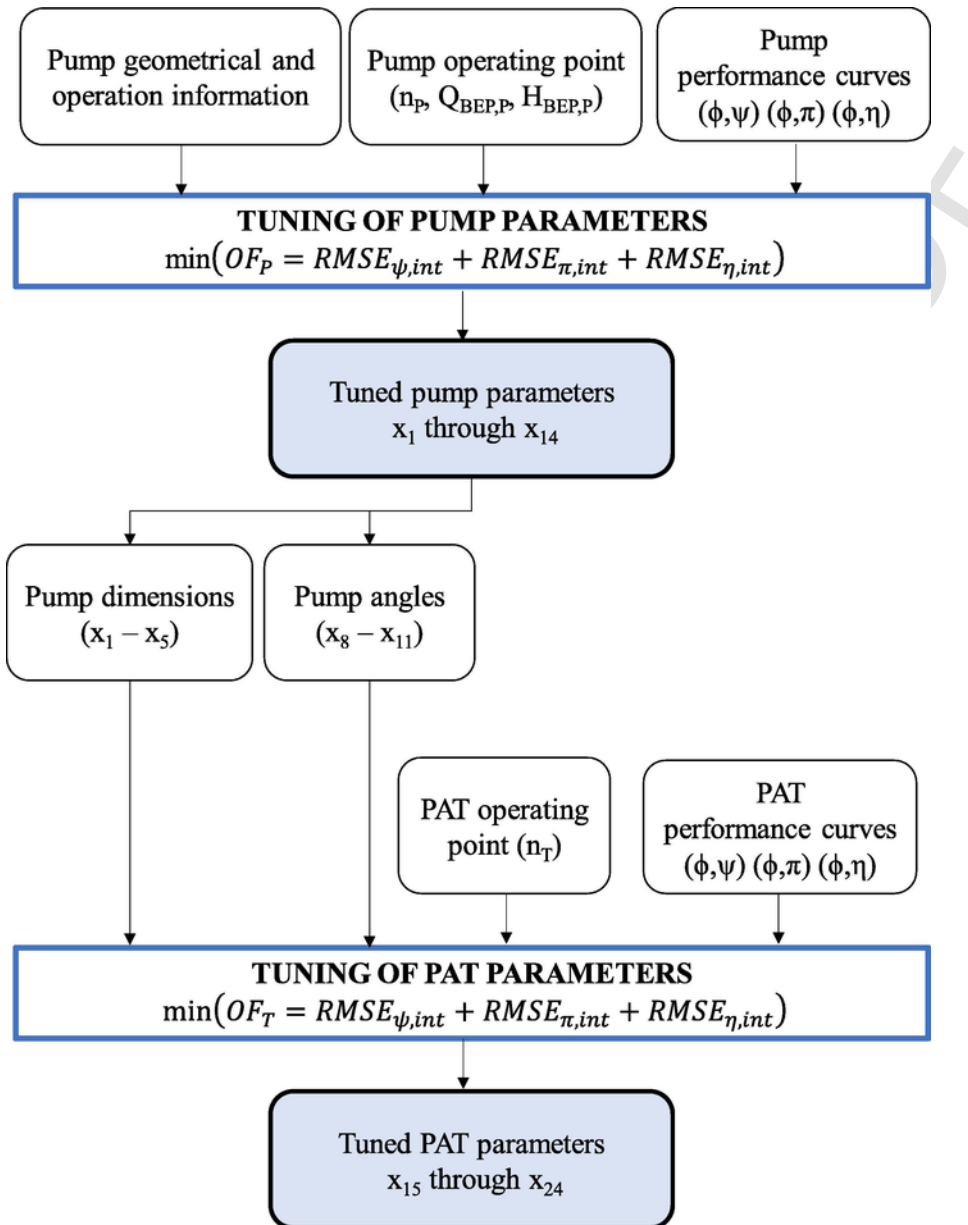 Pump geometrical and
operation information
Pump operating point
(n_P, Q_BEP,P, H_BEP,P)
Pump
performance curves
(ϕ,ψ) (ϕ,π) (ϕ,η)
TUNING OF PUMP PARAMETERS
min(OF_P = RMSE_ψ,int + RMSE_π,int + RMSE_η,int)
Tuned pump parameters
x_1 through x_14
Pump dimensions
(x_1 – x_5)
Pump angles
(x_8 – x_11)
PAT operating
point (n_T)
PAT
performance curves
(ϕ,ψ) (ϕ,π) (ϕ,η)
TUNING OF PAT PARAMETERS
min(OF_T = RMSE_ψ,int + RMSE_π,int + RMSE_η,int)
Tuned PAT parameters
x_15 through x_24